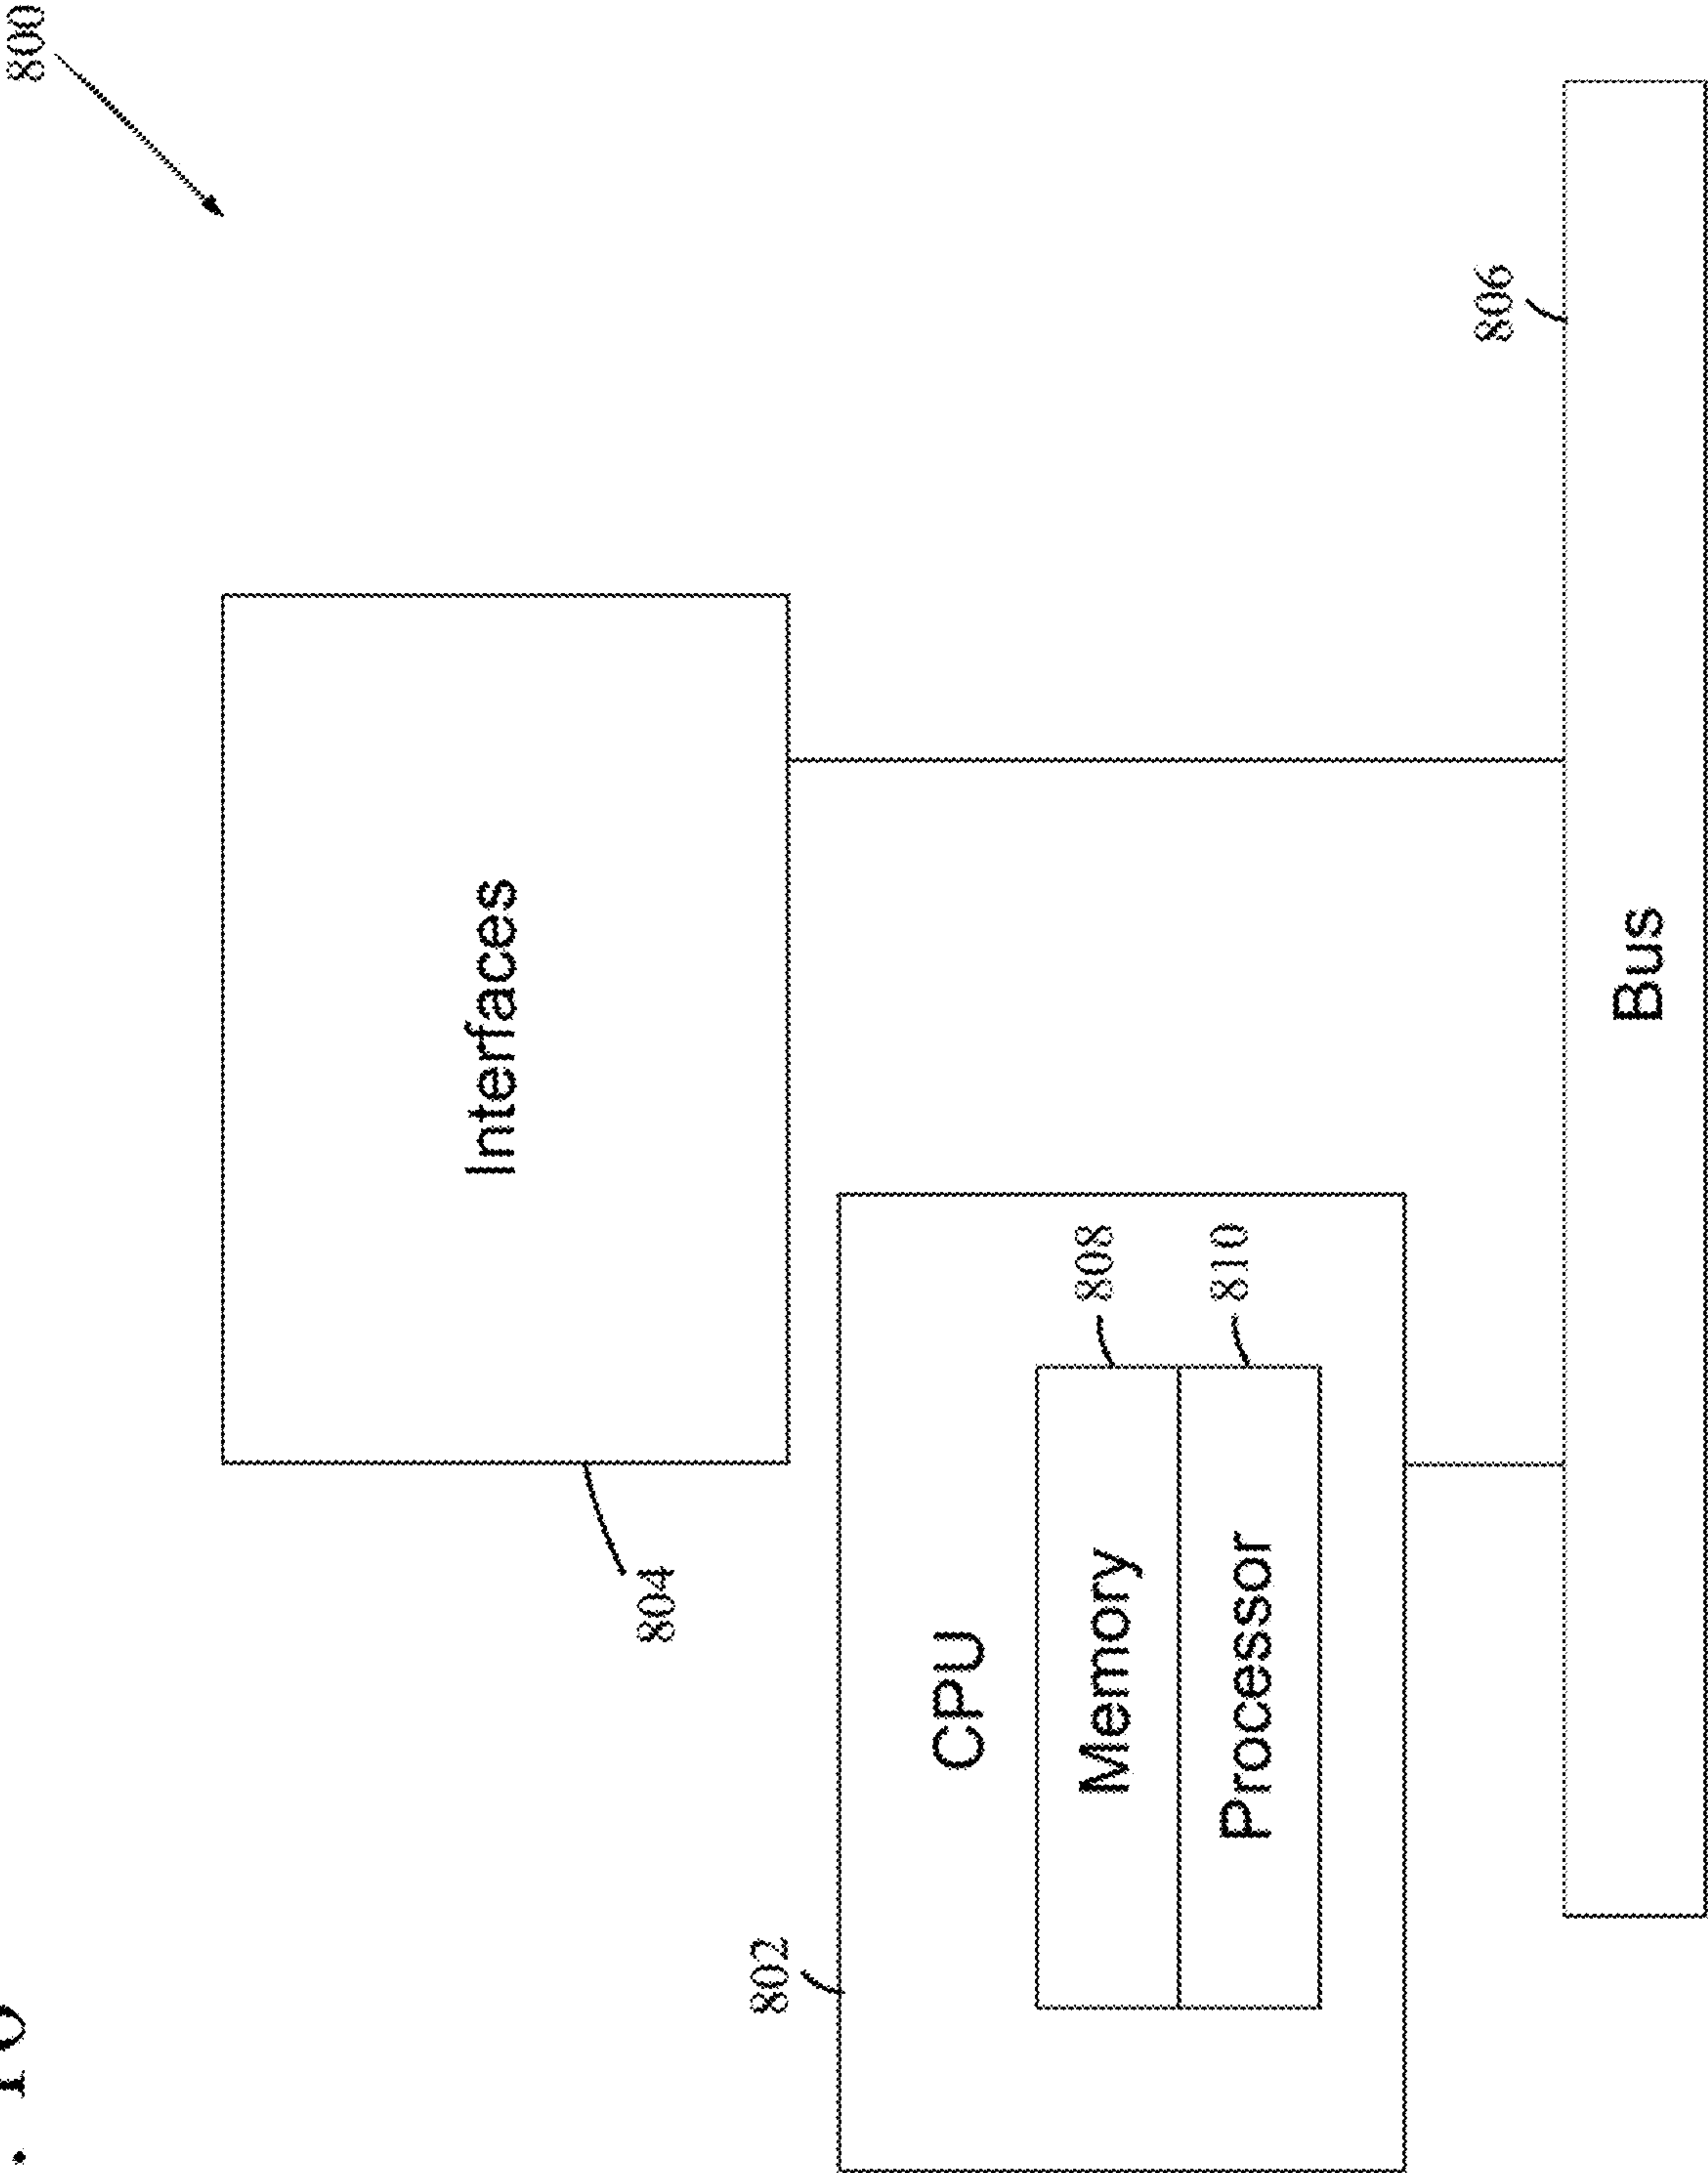 800
Interfaces
804
802
CPU
Memory 808
Processor 810
806
Bus